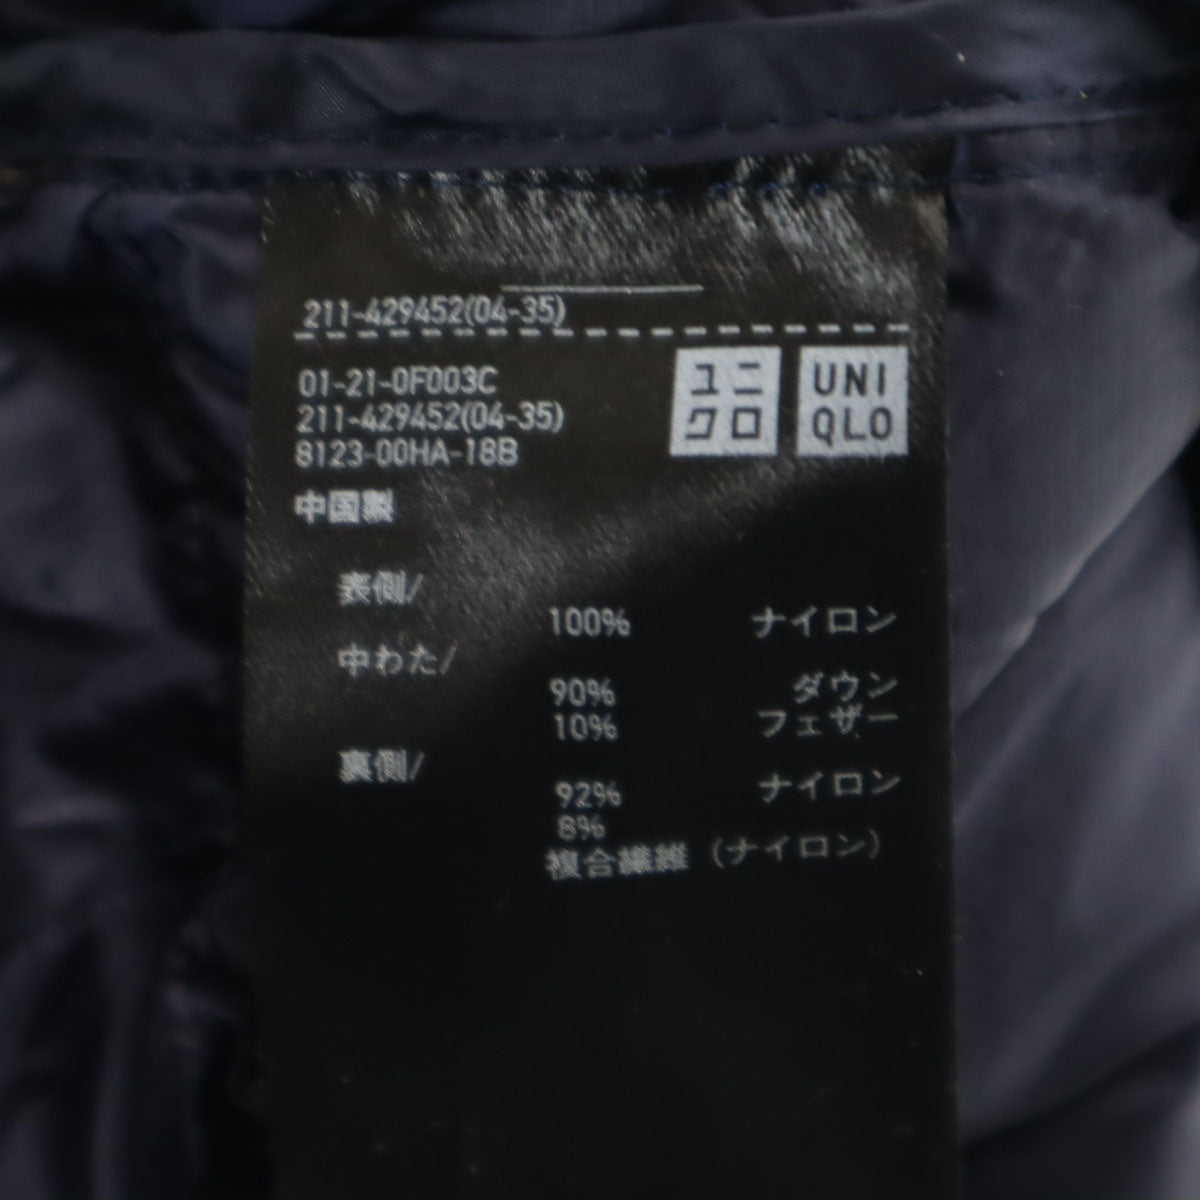 211-429452(04-35)
01-21-0F003C
211-429452(04-35)
8123-00HA-18B
ユニ
クロ
UNI
QLO
中国製
表側/
100% ナイロン
中わた/
90% ダウン
10% フェザー
裏側/
92% ナイロン
8%
複合繊維（ナイロン）